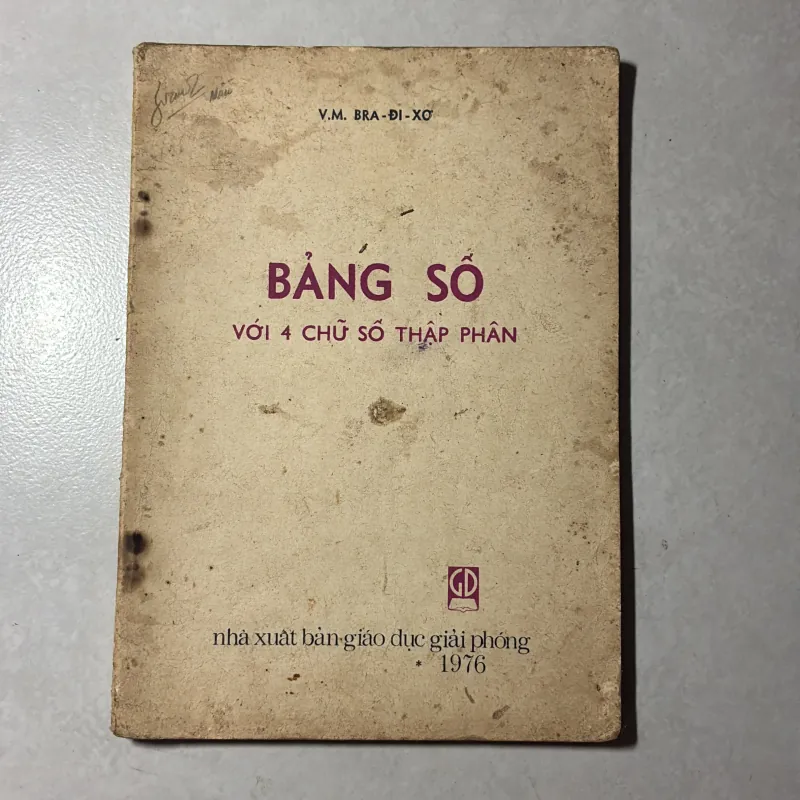 V.M. BRA-ĐI-XƠ
BẢNG SỐ
VỚI 4 CHỮ SỐ THẬP PHÂN
GD
nhà xuất bản giáo dục giải phóng
* 1976